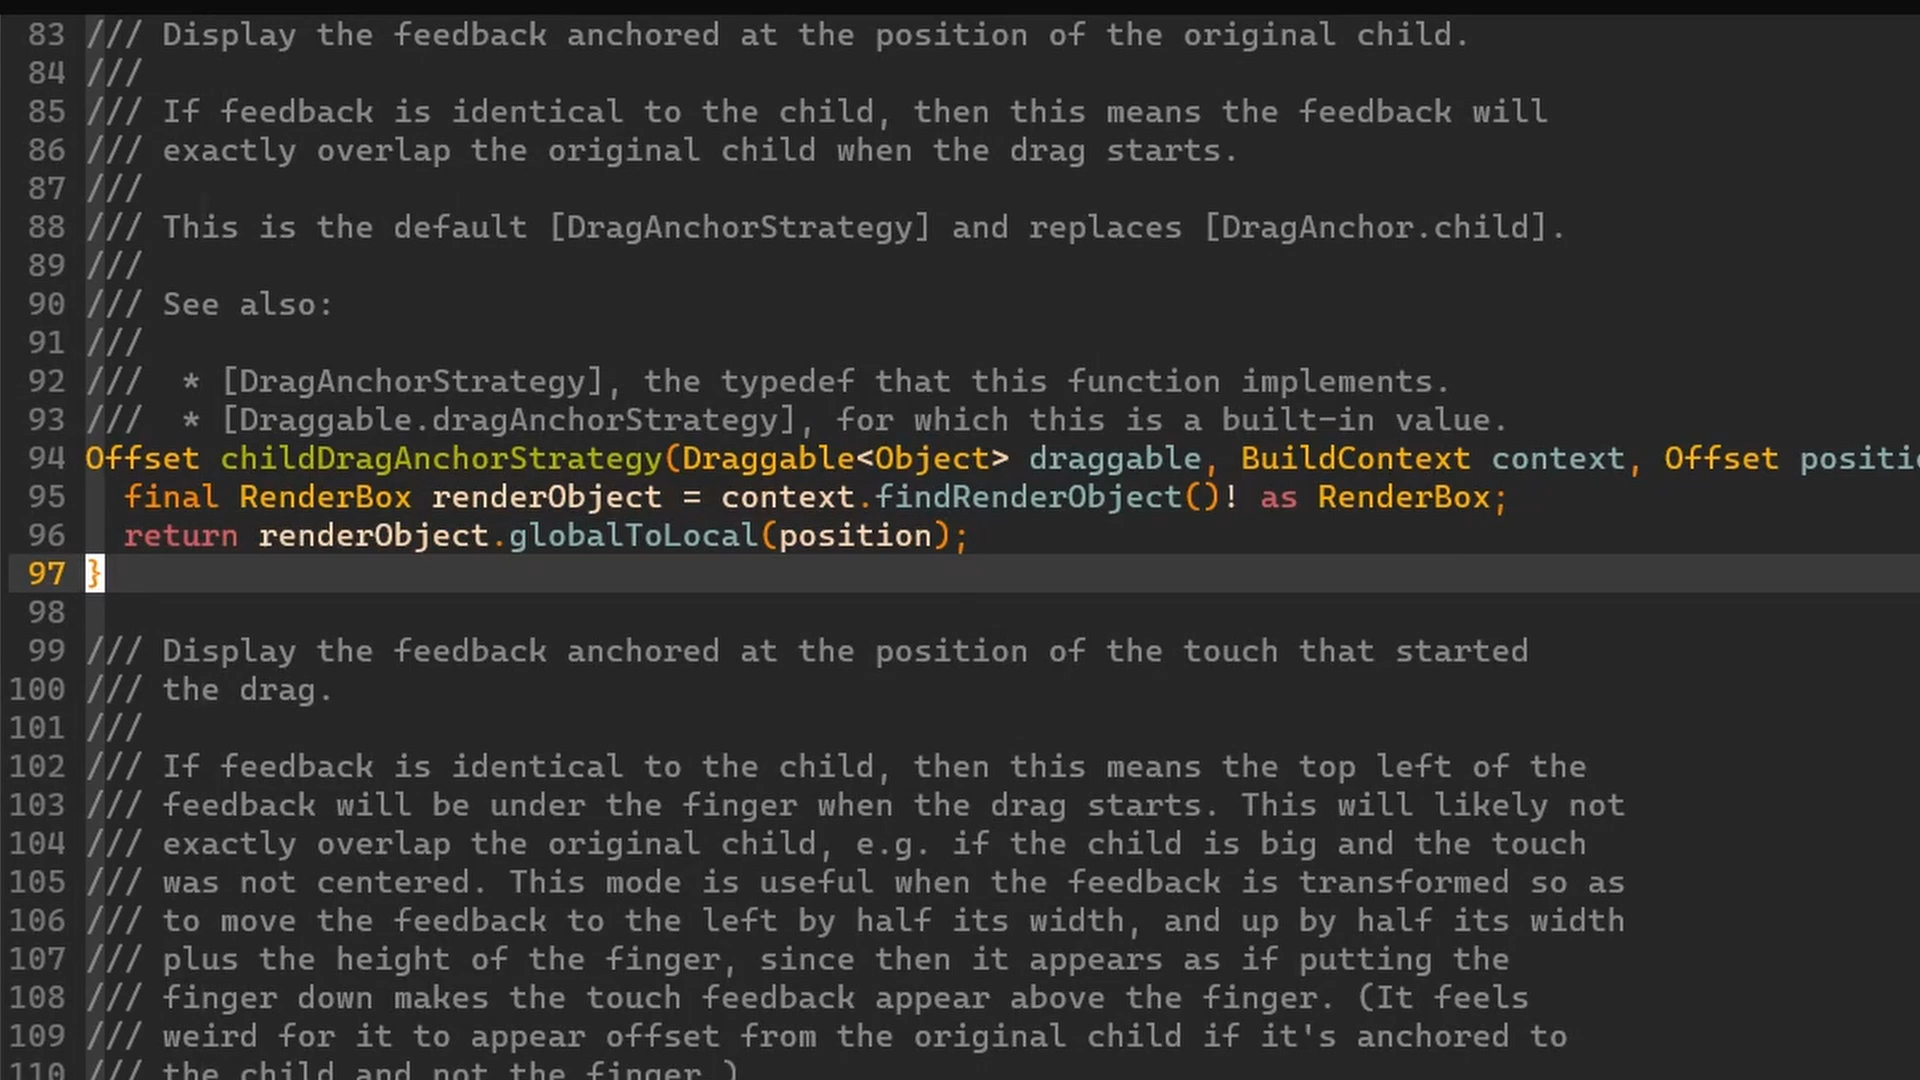 83 /// Display the feedback anchored at the position of the original child.
84 ///
85 /// If feedback is identical to the child, then this means the feedback will
86 /// exactly overlap the original child when the drag starts.
87 ///
88 /// This is the default [DragAnchorStrategy] and replaces [DragAnchor.child].
89 ///
90 /// See also:
91 ///
92 ///  * [DragAnchorStrategy], the typedef that this function implements.
93 ///  * [Draggable.dragAnchorStrategy], for which this is a built-in value.
94 Offset childDragAnchorStrategy(Draggable<Object> draggable, BuildContext context, Offset positio
95   final RenderBox renderObject = context.findRenderObject()! as RenderBox;
96   return renderObject.globalToLocal(position);
97 }
98
99 /// Display the feedback anchored at the position of the touch that started
100 /// the drag.
101 ///
102 /// If feedback is identical to the child, then this means the top left of the
103 /// feedback will be under the finger when the drag starts. This will likely not
104 /// exactly overlap the original child, e.g. if the child is big and the touch
105 /// was not centered. This mode is useful when the feedback is transformed so as
106 /// to move the feedback to the left by half its width, and up by half its width
107 /// plus the height of the finger, since then it appears as if putting the
108 /// finger down makes the touch feedback appear above the finger. (It feels
109 /// weird for it to appear offset from the original child if it's anchored to
110 /// the child and not the finger.)